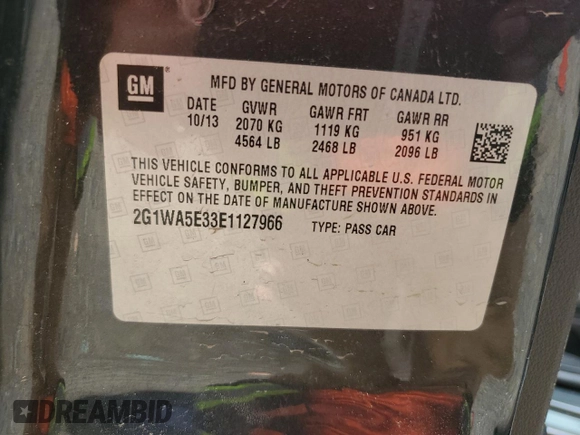 GM
MFD BY GENERAL MOTORS OF CANADA LTD.
DATE GVWR GAWR FRT GAWR RR
10/13 2070 KG 1119 KG 951 KG
4564 LB 2468 LB 2096 LB
THIS VEHICLE CONFORMS TO ALL APPLICABLE U.S. FEDERAL MOTOR
VEHICLE SAFETY, BUMPER, AND THEFT PREVENTION STANDARDS IN
EFFECT ON THE DATE OF MANUFACTURE SHOWN ABOVE.
2G1WA5E33E1127966 TYPE: PASS CAR
DREAMBID